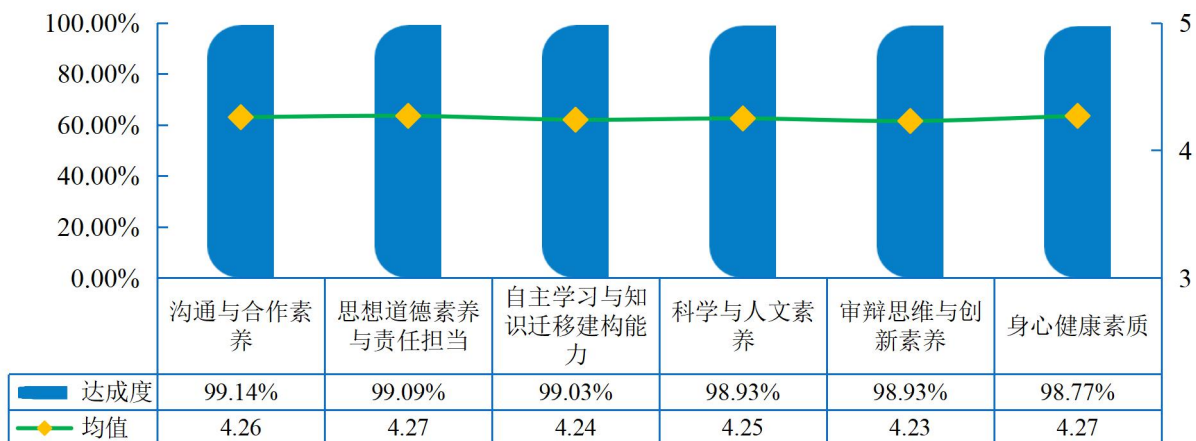 100.00%
80.00%
60.00%
40.00%
20.00%
0.00%
5
4
3
沟通与合作素
养
思想道德素养
与责任担当
自主学习与知
识迁移建构能
力
科学与人文素
养
审辩思维与创
新素养
身心健康素质
达成度 99.14% 99.09% 99.03% 98.93% 98.93% 98.77%
均值 4.26 4.27 4.24 4.25 4.23 4.27